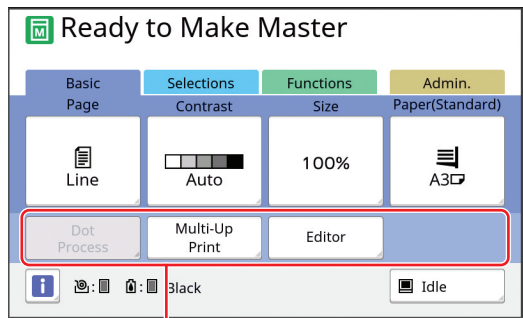 M Ready to Make Master
Basic Selections Functions Admin.
Page Contrast Size Paper(Standard)
Line Auto 100% A3
Dot Process
Multi-Up Print
Editor
i : : Black Idle